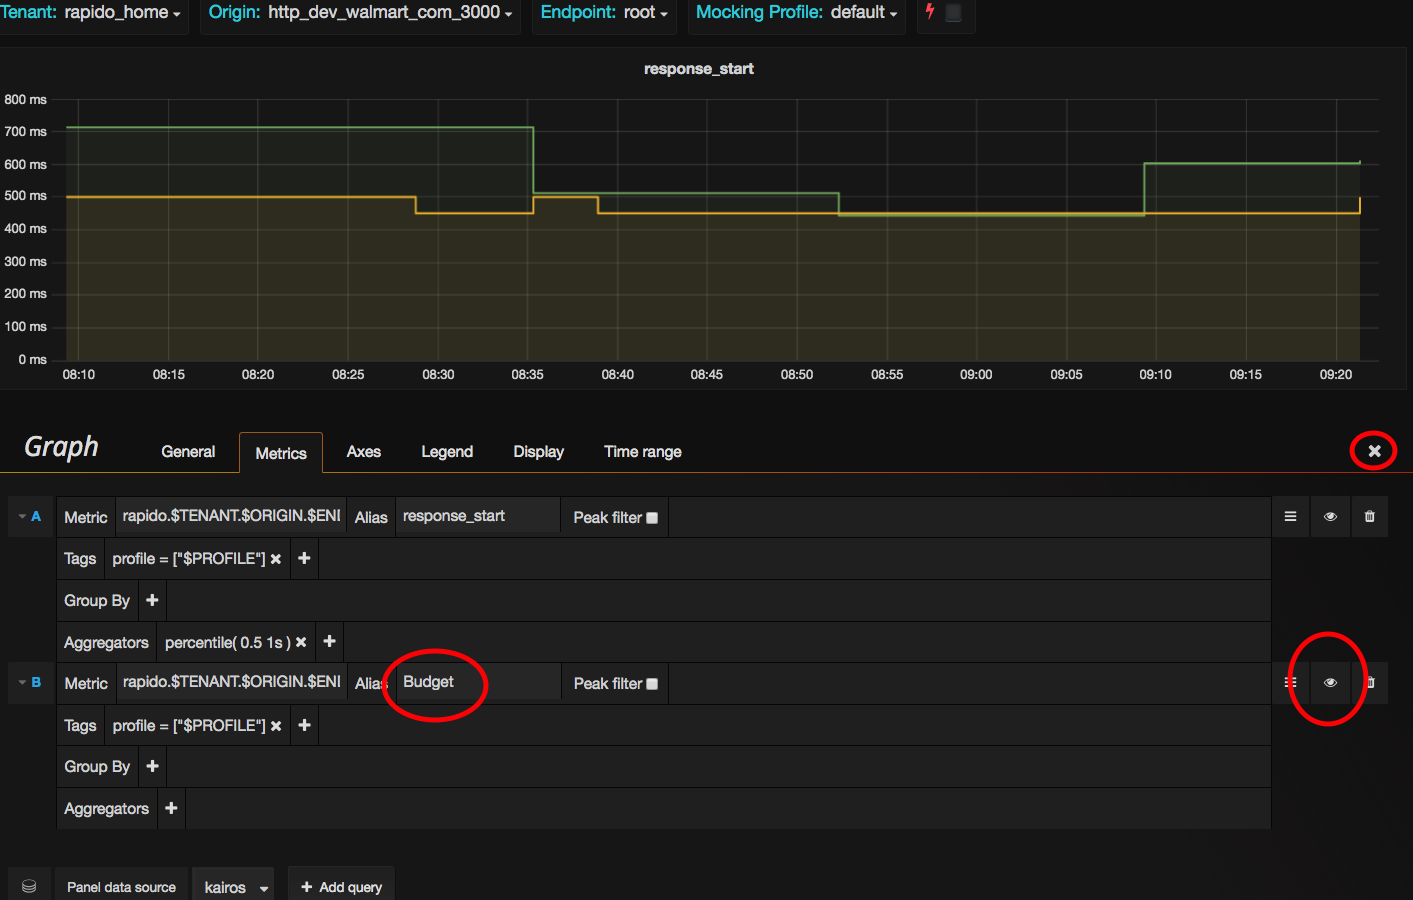 Tenant: rapido_home Origin: http_dev_walmart_com_3000 Endpoint: root Mocking Profile: default
response_start
800 ms
700 ms
600 ms
500 ms
400 ms
300 ms
200 ms
100 ms
0 ms
08:10 08:15 08:20 08:25 08:30 08:35 08:40 08:45 08:50 08:55 09:00 09:05 09:10 09:15 09:20
Graph General Metrics Axes Legend Display Time range
A Metric rapido.$TENANT.$ORIGIN.$ENI Alias response_start Peak filter
Tags profile = ["$PROFILE"]
Group By
Aggregators percentile( 0.5 1s )
B Metric rapido.$TENANT.$ORIGIN.$ENI Alias Budget Peak filter
Tags profile = ["$PROFILE"]
Group By
Aggregators
Panel data source kairos Add query